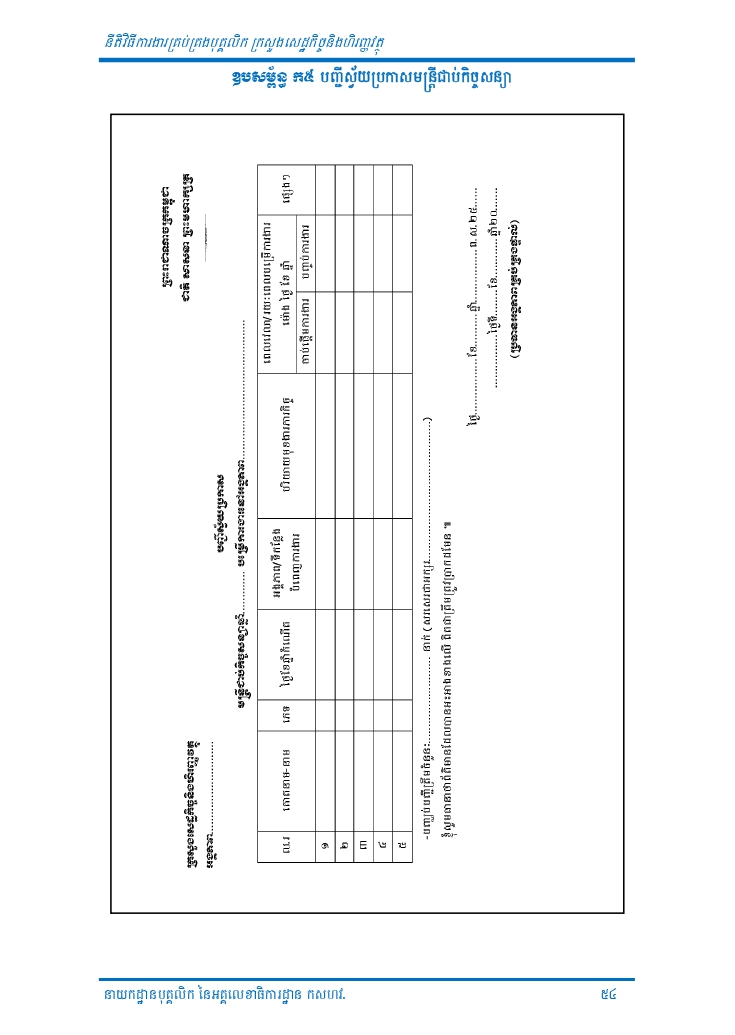 នីតិវិធីការងារគ្រប់គ្រងបុគ្គលិក ក្រសួងសេដ្ឋកិច្ចនិងហិរញ្ញវត្ថុ
ឧបសម្ព័ន្ធ ក៥ បញ្ជីស្វ័យប្រកាសមន្ត្រីជាប់កិច្ចសន្យា
ព្រះរាជាណាចក្រកម្ពុជា
ជាតិ សាសនា ព្រះមហាក្សត្រ
ក្រសួងសេដ្ឋកិច្ចនិងហិរញ្ញវត្ថុ
អង្គភាព...........................
បញ្ជីស្វ័យប្រកាស
មន្ត្រីជាប់កិច្ចសន្យាឆ្នាំ............ បម្រើការងារនៅអង្គភាព..............................................
ល.រ
គោតនាម-នាម
ភេទ
ថ្ងៃខែឆ្នាំកំណើត
អង្គភាព/ទីកន្លែង
បំពេញការងារ
បរិយាយមុខងារភារកិច្ច
ពេលវេលា/រយៈពេលបម្រើការងារ
ម៉ោង ថ្ងៃ ខែ ឆ្នាំ
ចាប់ផ្តើមការងារ
បញ្ចប់ការងារ
ផ្សេងៗ
១
២
៣
៤
៥
-បញ្ឈប់បញ្ជីត្រឹមចំនួន:........................ នាក់ (សរសេរជាអក្សរ................................................)
ខ្ញុំសូមធានាថាព័ត៌មានដែលបានអះអាងខាងលើ ពិតជាត្រឹមត្រូវប្រាកដមែន ៕
ថ្ងៃ..................ខែ...............ឆ្នាំ.................ព.ស.២៥......
..................ថ្ងៃទី........ខែ...............ឆ្នាំ២០......
(ប្រធានអង្គភាពគ្រប់គ្រងផ្ទាល់)
នាយកដ្ឋានបុគ្គលិក នៃអគ្គលេខាធិការដ្ឋាន កសហវ.
៥៤